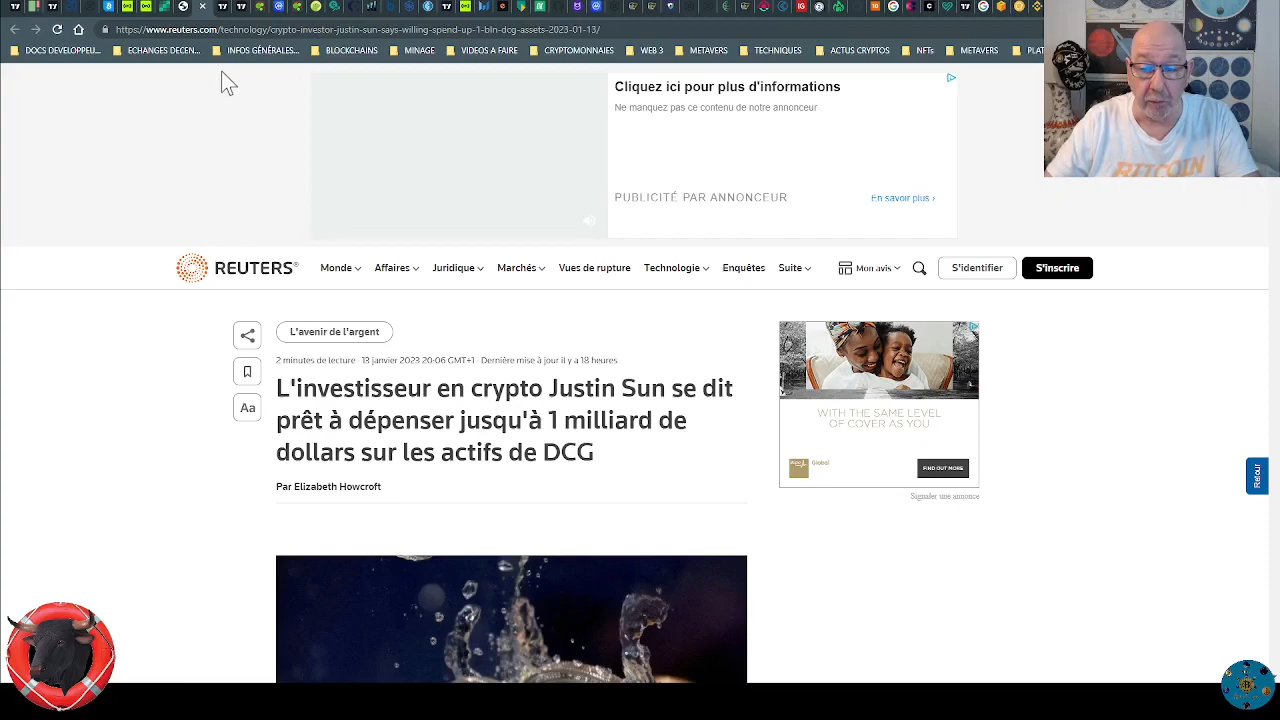 https://www.reuters.com/technology/crypto-investor-justin-sun-says-willing-spend-up-1-bln-dcg-assets-2023-01-13/
DOCS DEVELOPPEU...
ECHANGES DECEN...
INFOS GÉNÉRALES...
BLOCKCHAINS
MINAGE
VIDEOS A FAIRE
CRYPTOMONNAIES
WEB 3
METAVERS
TECHNIQUES
ACTUS CRYPTOS
NFTs
METAVERS
Cliquez ici pour plus d'informations
Ne manquez pas ce contenu de notre annonceur
PUBLICITÉ PAR ANNONCEUR
En savoir plus ›
BITCOIN
REUTERS®
Monde
Affaires
Juridique
Marchés
Vues de rupture
Technologie
Enquêtes
Suite
Mon avis
S'identifier
S'inscrire
L'avenir de l'argent
2 minutes de lecture · 13 janvier 2023 20:06 GMT+1 · Dernière mise à jour il y a 18 heures
L'investisseur en crypto Justin Sun se dit
prêt à dépenser jusqu'à 1 milliard de
dollars sur les actifs de DCG
Par Elizabeth Howcroft
Aa
WITH THE SAME LEVEL
OF COVER AS YOU
Global
FIND OUT MORE
Signaler une annonce
Retour